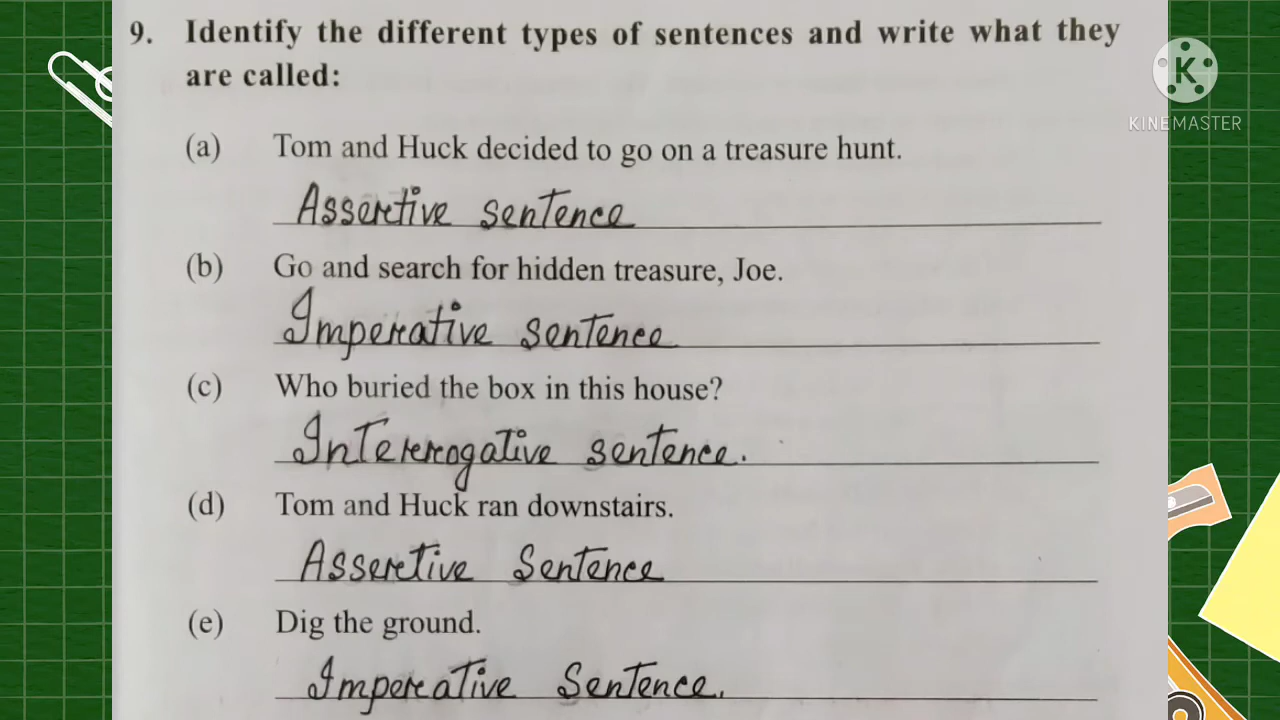 9. Identify the different types of sentences and write what they
are called:
K
KINEMASTER
(a) Tom and Huck decided to go on a treasure hunt.
Assertive sentence
(b) Go and search for hidden treasure, Joe.
Imperative sentence
(c) Who buried the box in this house?
Interrogative sentence.
(d) Tom and Huck ran downstairs.
Assertive Sentence
(e) Dig the ground.
Imperative Sentence.